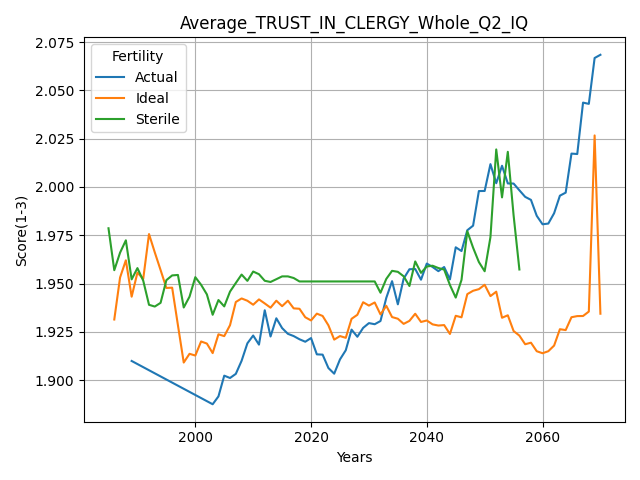 Average_TRUST_IN_CLERGY_Whole_Q2_IQ
Fertility
Actual
Ideal
Sterile
Score(1-3)
2.075
2.050
2.025
2.000
1.975
1.950
1.925
1.900
2000 2020 2040 2060
Years